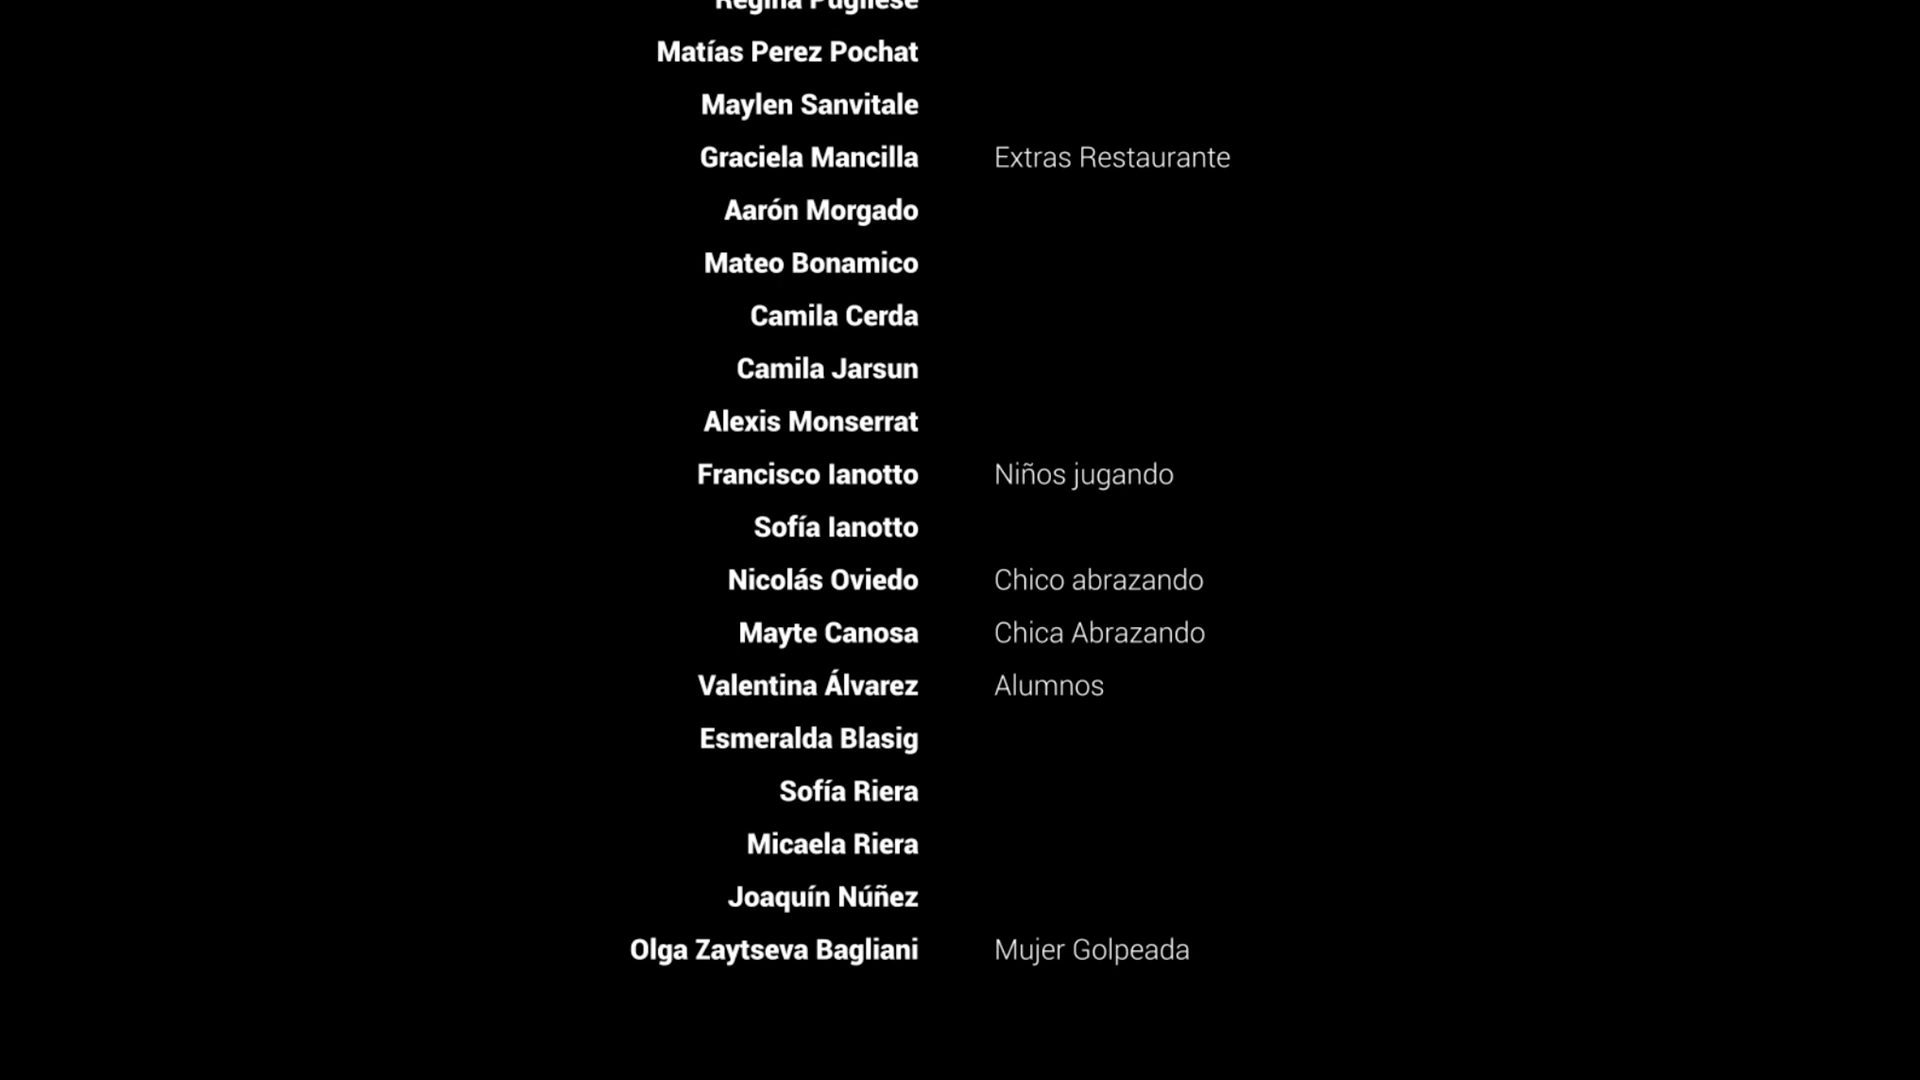 Regina Pugliese
Matías Perez Pochat
Maylen Sanvitale
Graciela Mancilla Extras Restaurante
Aarón Morgado
Mateo Bonamico
Camila Cerda
Camila Jarsun
Alexis Monserrat
Francisco Ianotto Niños jugando
Sofía Ianotto
Nicolás Oviedo Chico abrazando
Mayte Canosa Chica Abrazando
Valentina Álvarez Alumnos
Esmeralda Blasig
Sofía Riera
Micaela Riera
Joaquín Núñez
Olga Zaytseva Bagliani Mujer Golpeada